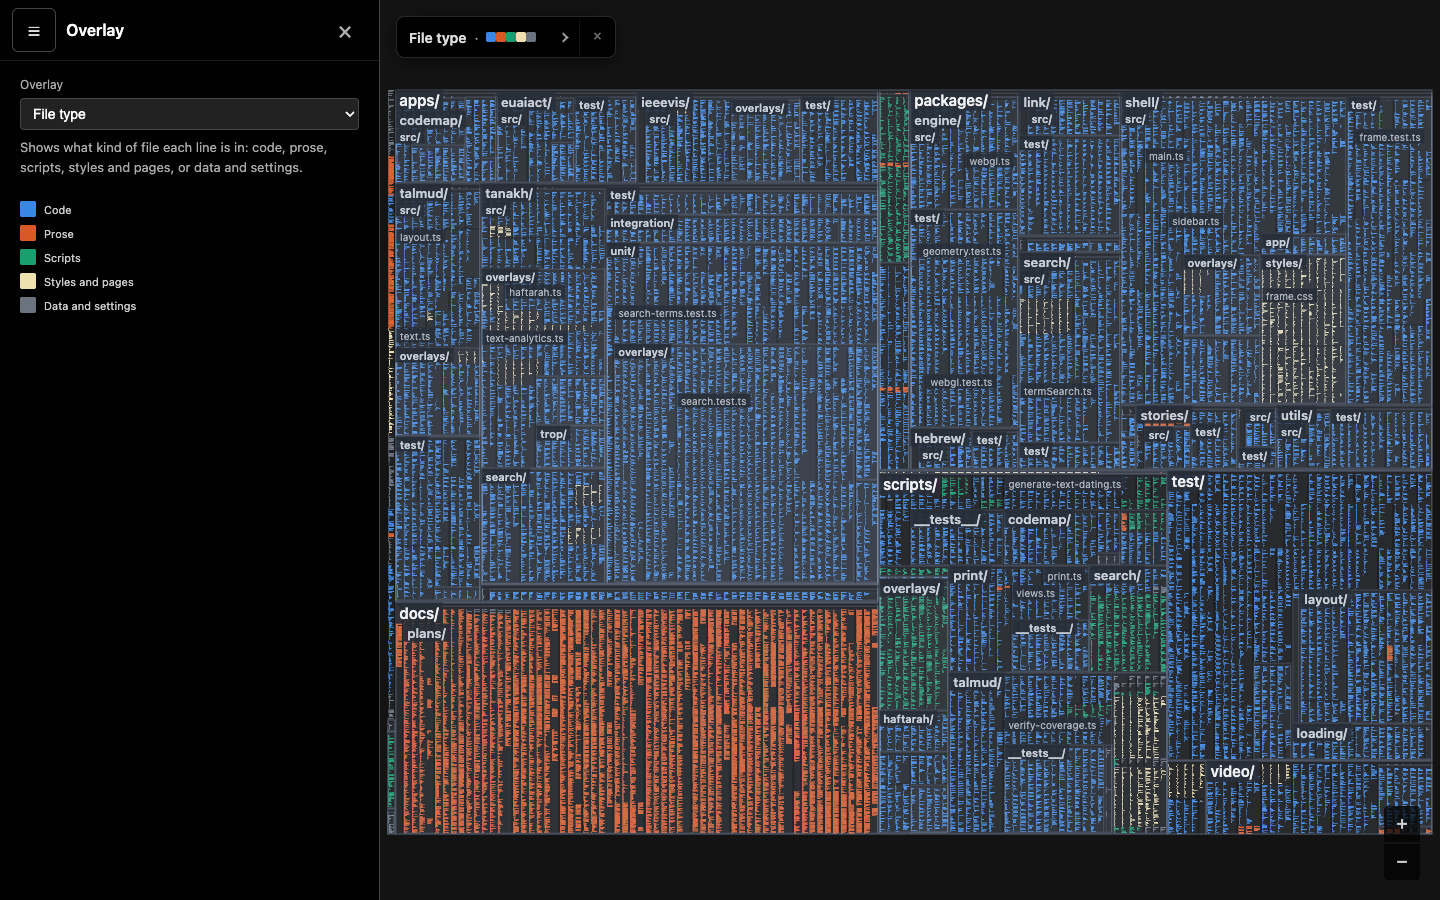 Overlay
Overlay
File type
Shows what kind of file each line is in: code, prose,
scripts, styles and pages, or data and settings.
Code
Prose
Scripts
Styles and pages
Data and settings
File type ·
apps/
codemap/
src/
euaiact/
src/
test/
ieeevis/
src/
overlays/
test/
talmud/
src/
layout.ts
text.ts
overlays/
test/
tanakh/
src/
overlays/
haftarah.ts
text-analytics.ts
trop/
search/
test/
integration/
unit/
search-terms.test.ts
overlays/
search.test.ts
docs/
plans/
packages/
engine/
src/
webgl.ts
test/
geometry.test.ts
webgl.test.ts
hebrew/
src/
test/
link/
src/
test/
search/
src/
termSearch.ts
test/
shell/
src/
main.ts
sidebar.ts
app/
overlays/
styles/
frame.css
test/
frame.test.ts
stories/
src/
test/
src/
test/
utils/
src/
test/
scripts/
generate-text-dating.ts
__tests__/
codemap/
overlays/
print/
print.ts
views.ts
__tests__/
search/
haftarah/
talmud/
verify-coverage.ts
__tests__/
test/
layout/
loading/
video/